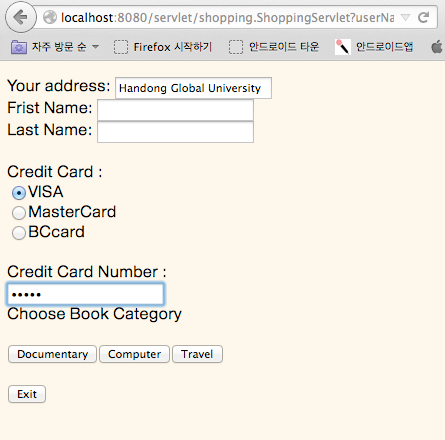 localhost:8080/servlet/shopping.ShoppingServlet?userNa
자주 방문 순 Firefox 시작하기 안드로이드 타운 안드로이드앱
Your address: Handong Global University
Frist Name:
Last Name:
Credit Card :
VISA
MasterCard
BCcard
Credit Card Number :
•••••
Choose Book Category
Documentary Computer Travel
Exit